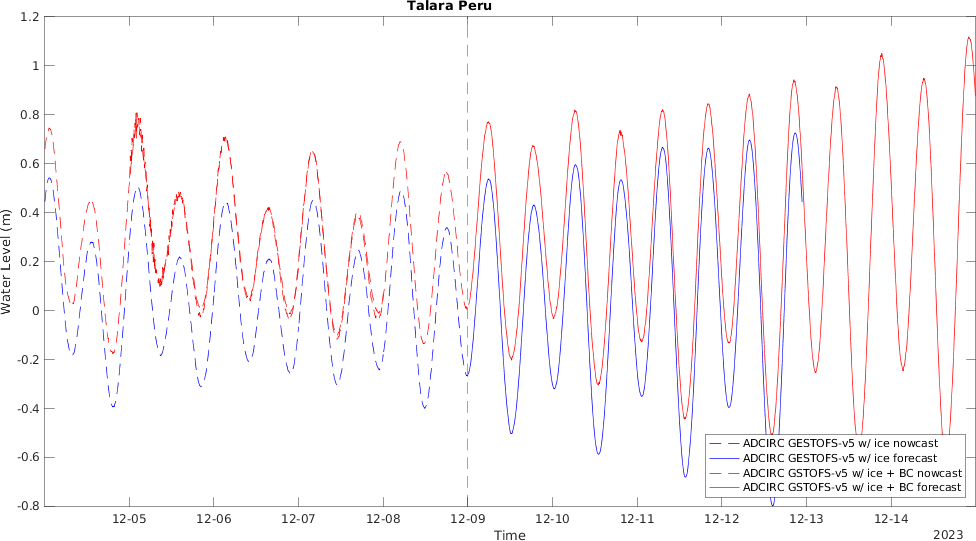 Talara Peru
1.2
1
0.8
0.6
0.4
0.2
0
-0.2
-0.4
-0.6
-0.8
Water Level (m)
ADCIRC GESTOFS-v5 w/ ice nowcast
ADCIRC GESTOFS-v5 w/ ice forecast
ADCIRC GSTOFS-v5 w/ ice + BC nowcast
ADCIRC GSTOFS-v5 w/ ice + BC forecast
12-05 12-06 12-07 12-08 12-09 12-10 12-11 12-12 12-13 12-14
Time
2023